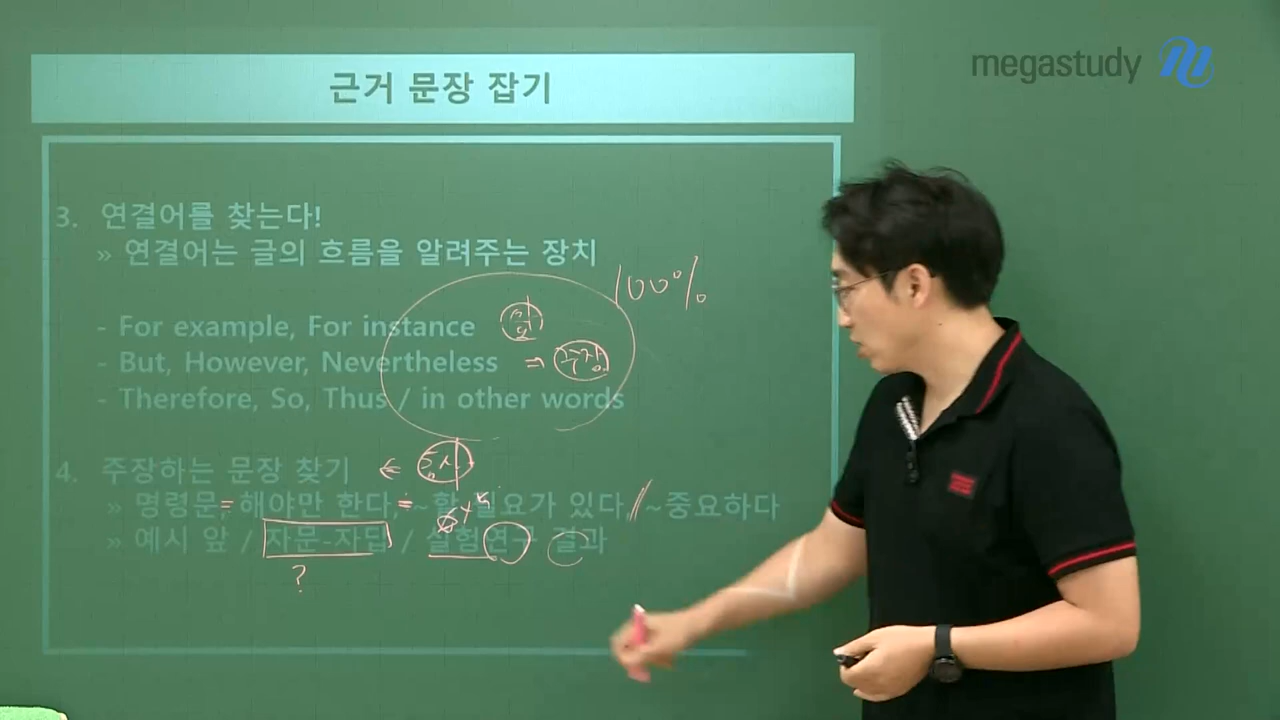 megastudy
근거 문장 잡기
3. 연결어를 찾는다!
» 연결어는 글의 흐름을 알려주는 장치
100%
- For example, For instance
- But, However, Nevertheless ⇒ 주장
- Therefore, So, Thus / in other words
4. 주장하는 문장 찾기 ←
» 명령문, 해야만 한다, ~할 필요가 있다, ~중요하다
» 예시 앞 / 자문-자답 / 실험연구 결과
?